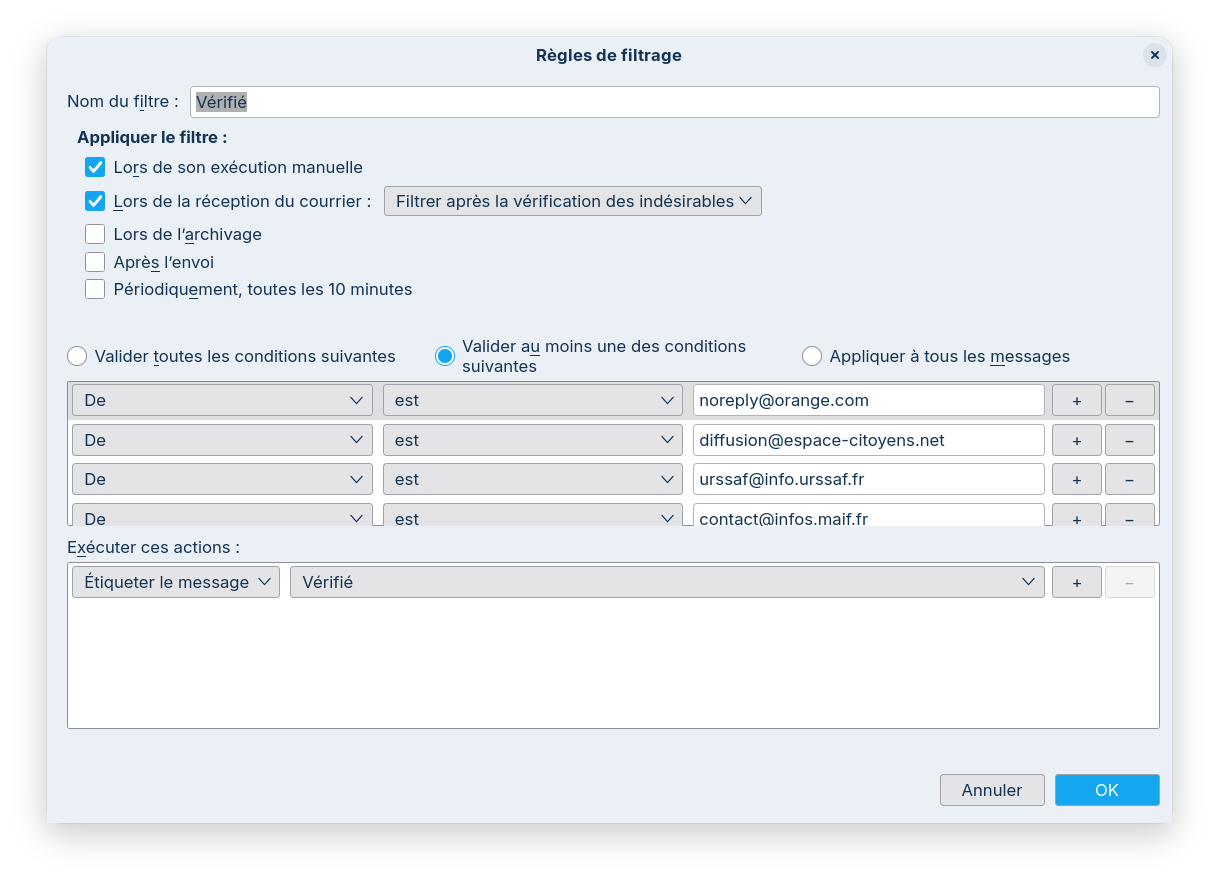 Règles de filtrage
Nom du filtre : Vérifié
Appliquer le filtre :
Lors de son exécution manuelle
Lors de la réception du courrier : Filtrer après la vérification des indésirables
Lors de l’archivage
Après l’envoi
Périodiquement, toutes les 10 minutes
Valider toutes les conditions suivantes
Valider au moins une des conditions
suivantes
Appliquer à tous les messages
De est noreply@orange.com + −
De est diffusion@espace-citoyens.net + −
De est urssaf@info.urssaf.fr + −
De est contact@infos.maif.fr + −
Exécuter ces actions :
Étiqueter le message Vérifié + −
Annuler OK